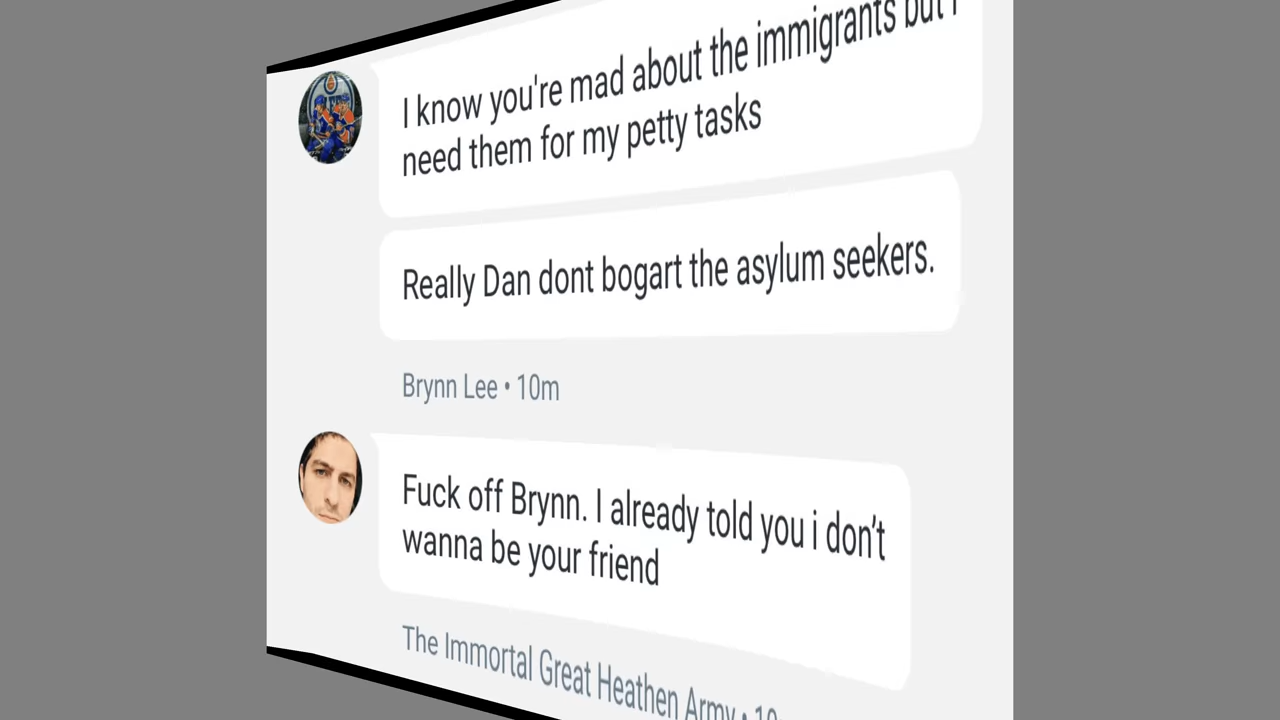 I know you're mad about the immigrants but I
need them for my petty tasks
Really Dan dont bogart the asylum seekers.
Brynn Lee • 10m
Fuck off Brynn. I already told you i don't
wanna be your friend
The Immortal Great Heathen Army • 10